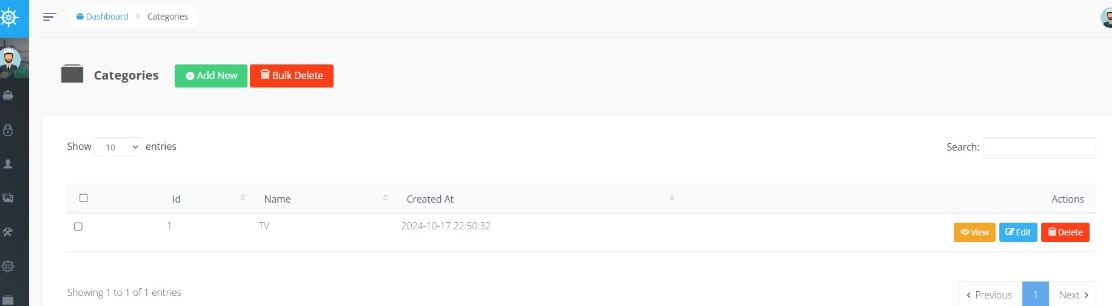 Dashboard > Categories
Categories Add New Bulk Delete
Show 10 entries Search:
Id Name Created At Actions
1 TV 2024-10-17 22:50:32 View Edit Delete
Showing 1 to 1 of 1 entries
‹ Previous 1 Next ›